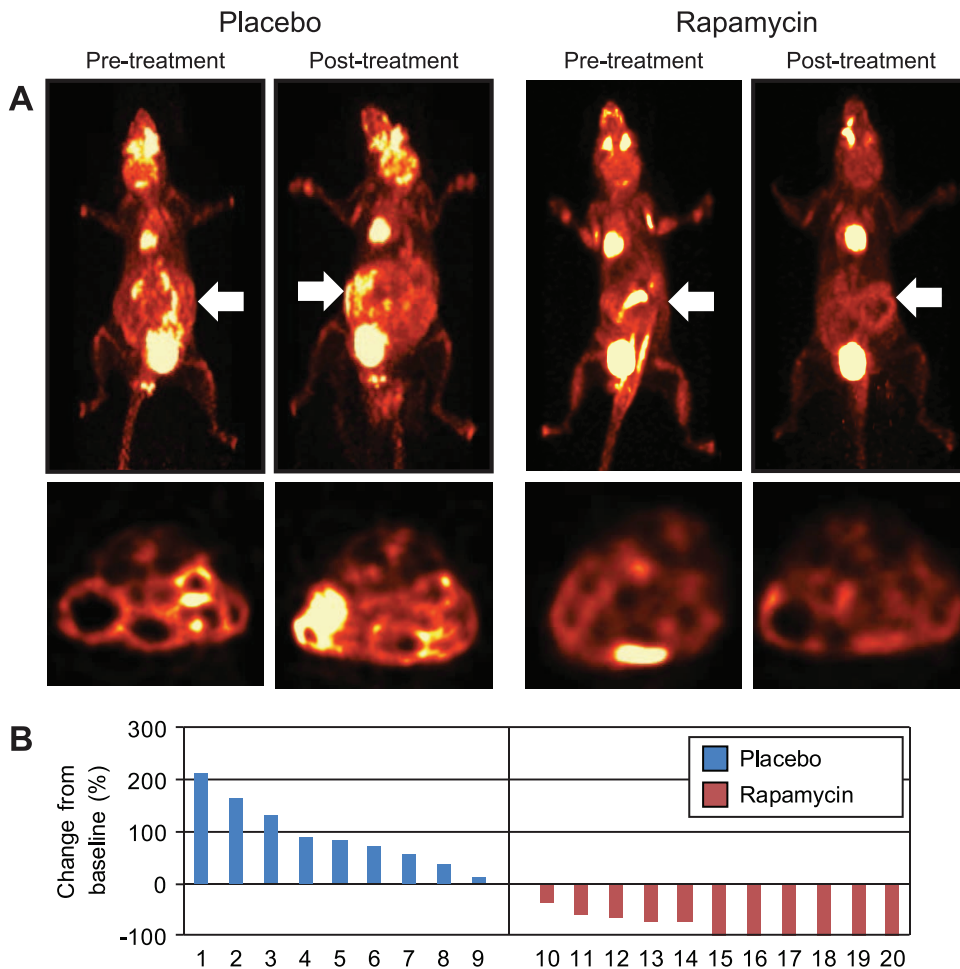 Placebo Rapamycin
Pre-treatment Post-treatment Pre-treatment Post-treatment
A
B
Change from
baseline (%)
300
200
100
0
-100
Placebo
Rapamycin
1 2 3 4 5 6 7 8 9 10 11 12 13 14 15 16 17 18 19 20